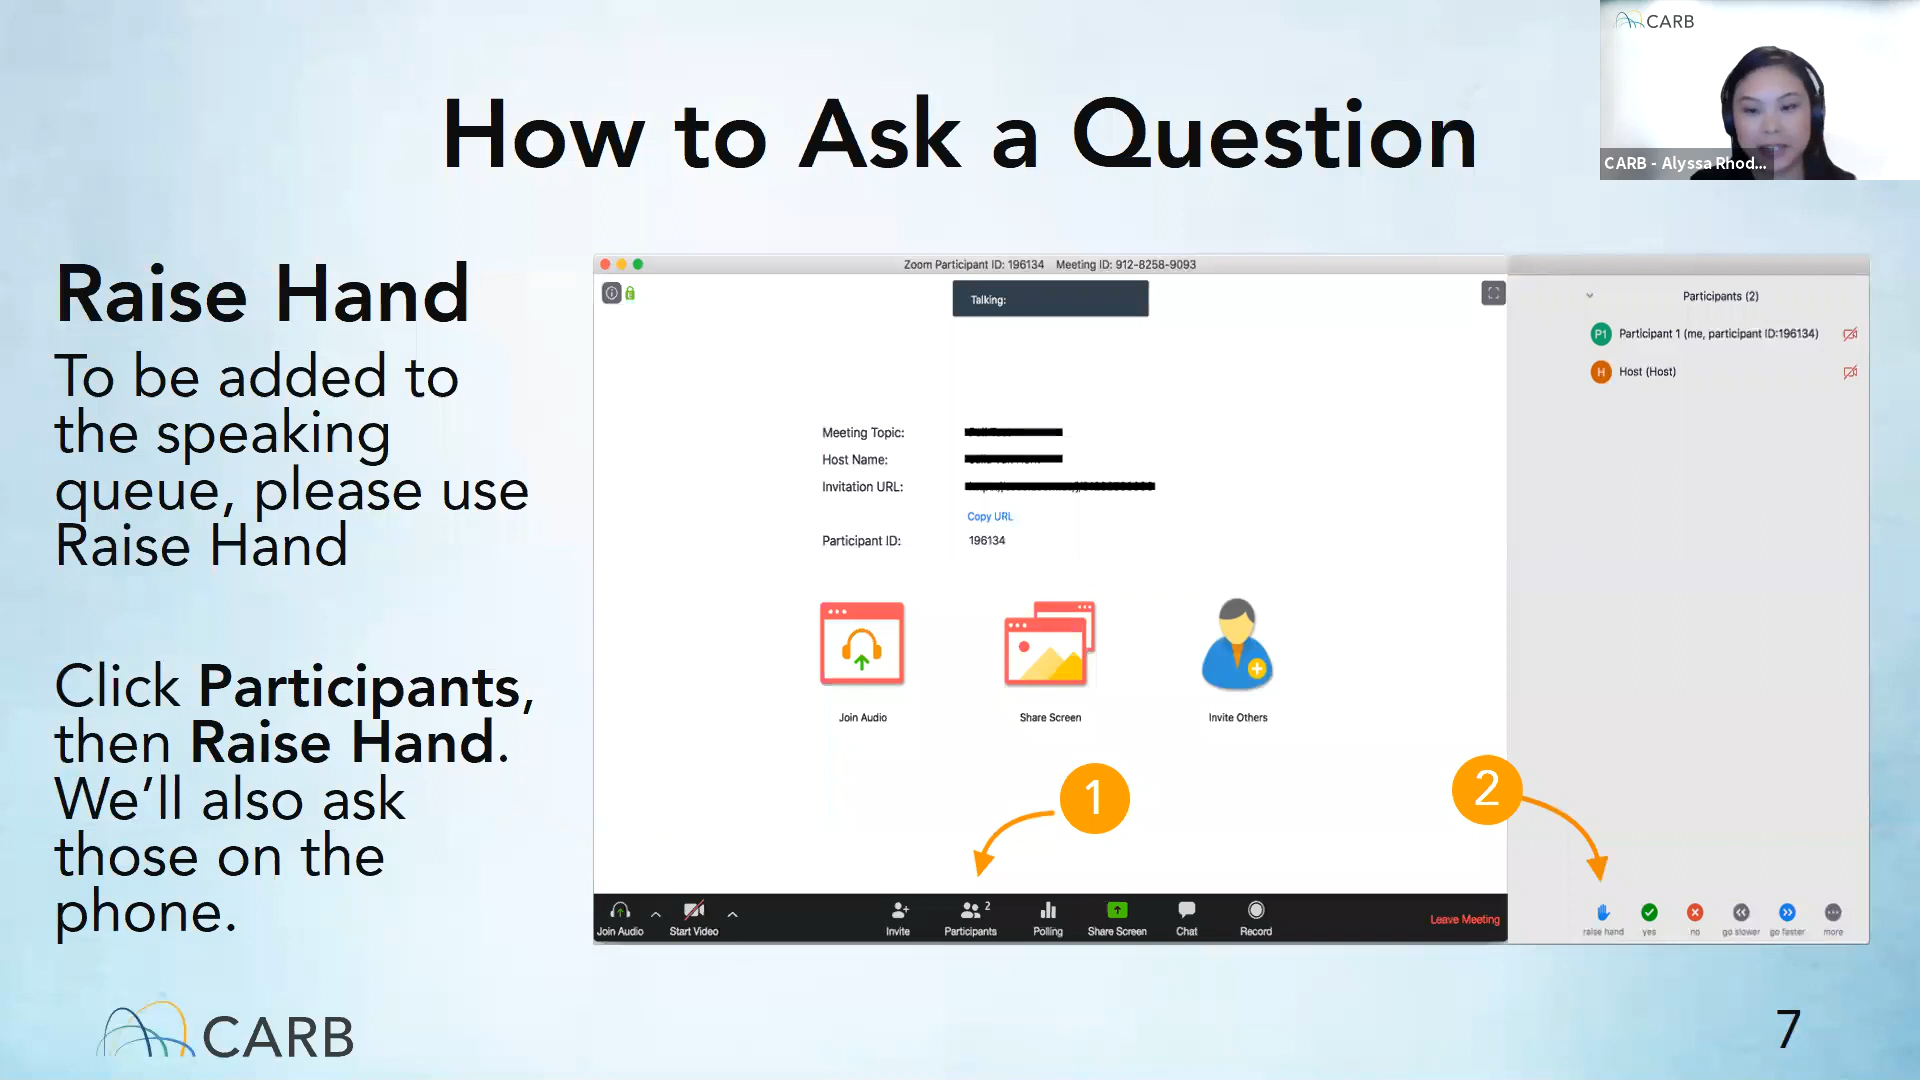 CARB
How to Ask a Question
CARB - Alyssa Rhod...
Raise Hand
To be added to
the speaking
queue, please use
Raise Hand
Click Participants,
then Raise Hand.
We'll also ask
those on the
phone.
Zoom Participant ID: 196134 Meeting ID: 912-8258-9093
Talking:
Meeting Topic:
Host Name:
Invitation URL:
Copy URL
Participant ID: 196134
Join Audio
Share Screen
Invite Others
1
2
Join Audio
Start Video
Invite
Participants 2
Polling
Share Screen
Chat
Record
Leave Meeting
Participants (2)
P1 Participant 1 (me, participant ID:196134)
H Host (Host)
raise hand
yes
no
go slower
go faster
more
CARB
7